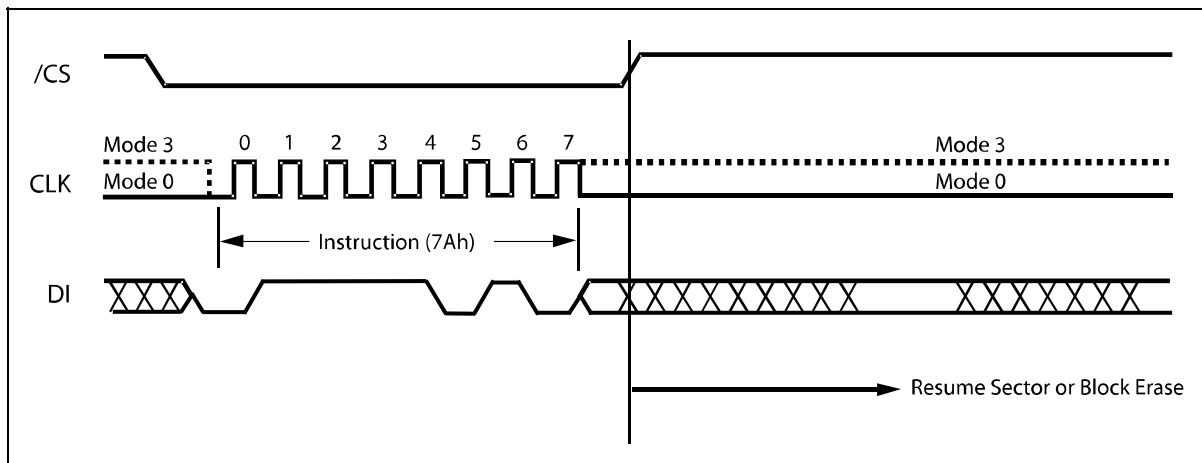 /CS
Mode 3 0 1 2 3 4 5 6 7 Mode 3
CLK Mode 0 Mode 0
Instruction (7Ah)
DI
Resume Sector or Block Erase